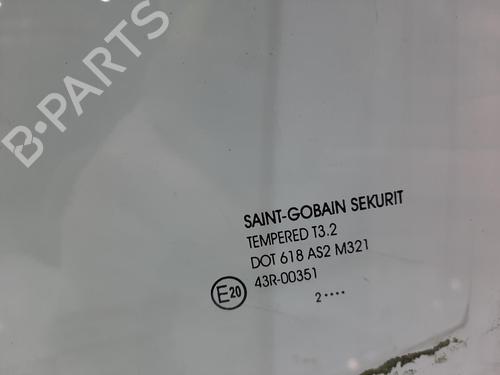 B-PARTS
SAINT-GOBAIN SEKURIT
TEMPERED T3.2
DOT 618 AS2 M321
43R-00351
E20
2••••